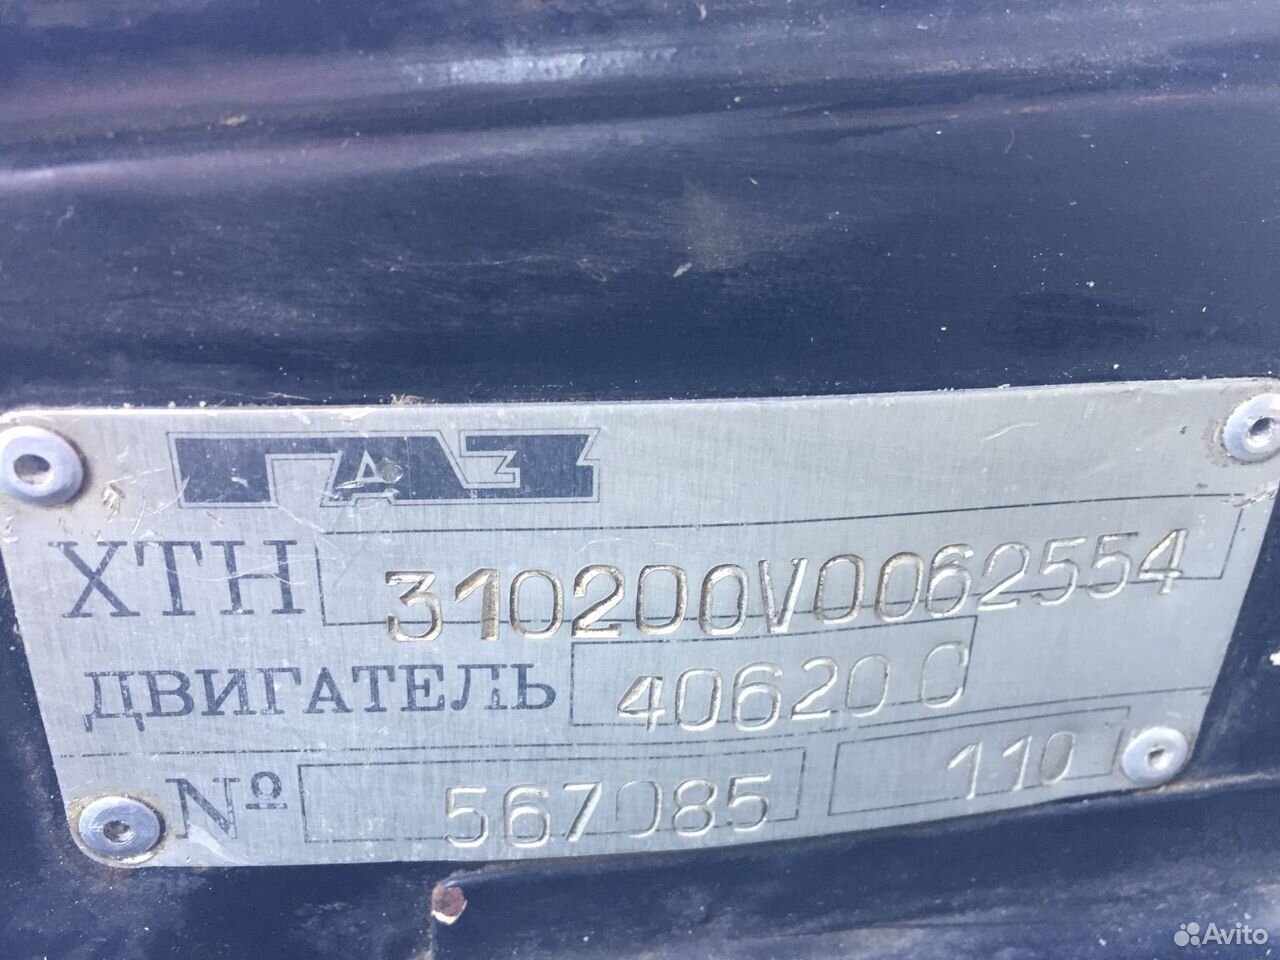 ГАЗ
ХТН 310200V0062554
ДВИГАТЕЛЬ 40620 C
№ 567085 110
Avito